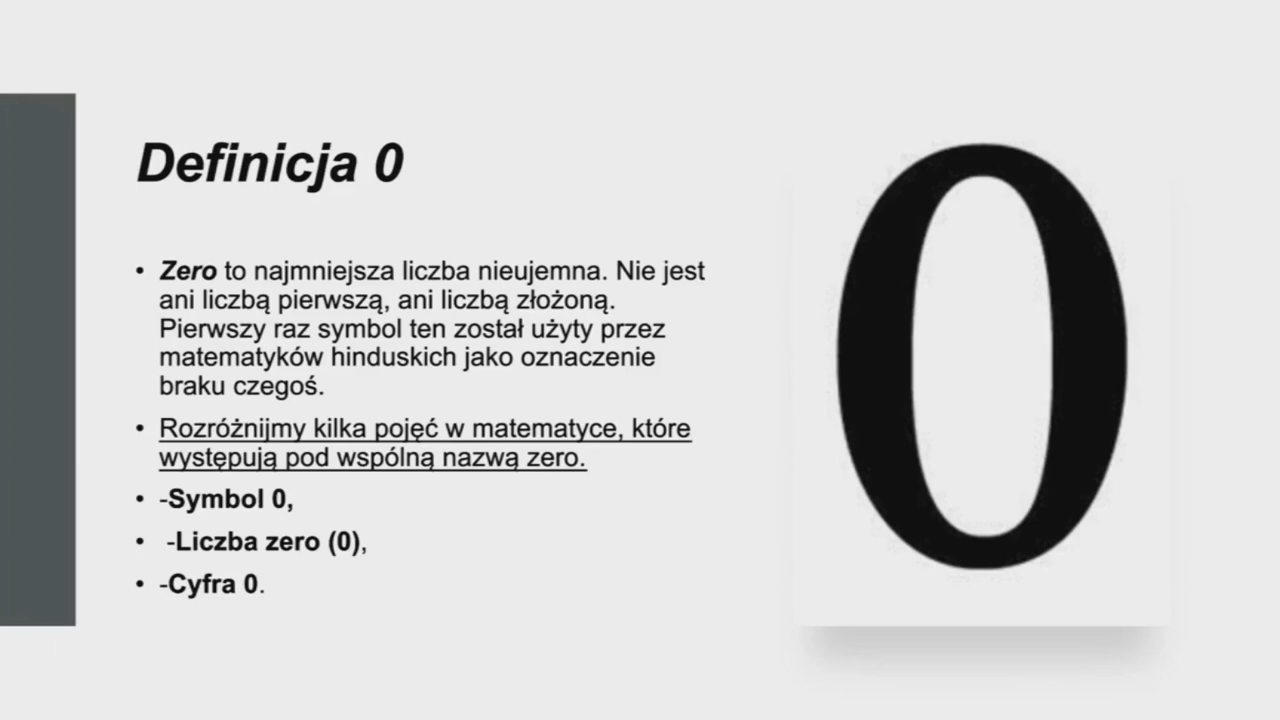 Definicja 0
• Zero to najmniejsza liczba nieujemna. Nie jest
ani liczbą pierwszą, ani liczbą złożoną.
Pierwszy raz symbol ten został użyty przez
matematyków hinduskich jako oznaczenie
braku czegoś.
• Rozróżnijmy kilka pojęć w matematyce, które
występują pod wspólną nazwą zero.
• -Symbol 0,
• -Liczba zero (0),
• -Cyfra 0.
0